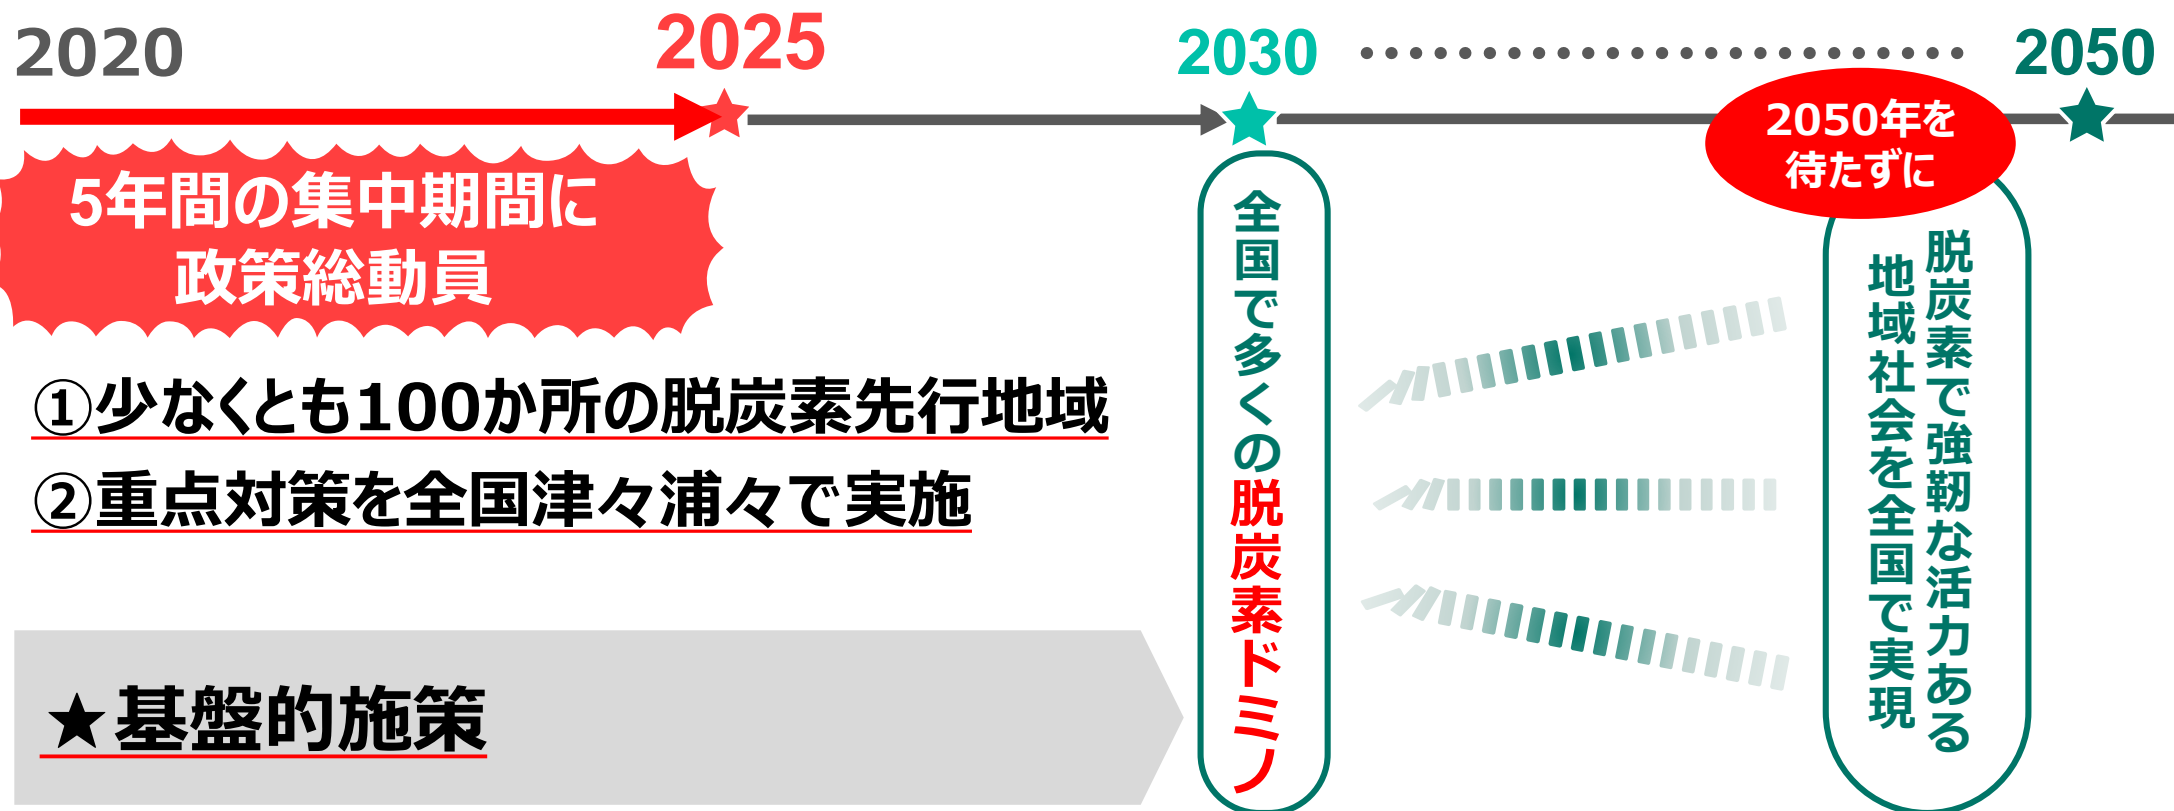 2020
2025
2030
2050
5年間の集中期間に
政策総動員
①少なくとも100か所の脱炭素先行地域
②重点対策を全国津々浦々で実施
★基盤的施策
全国で多くの脱炭素ドミノ
2050年を
待たずに
脱炭素で強靭な活力ある
地域社会を全国で実現